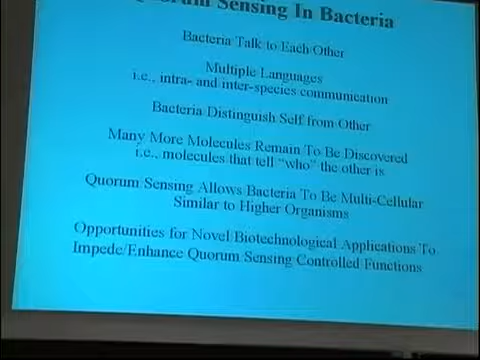 Quorum Sensing In Bacteria
Bacteria Talk to Each Other
Multiple Languages
i.e., intra- and inter-species communication
Bacteria Distinguish Self from Other
Many More Molecules Remain To Be Discovered
i.e., molecules that tell “who” the other is
Quorum Sensing Allows Bacteria To Be Multi-Cellular
Similar to Higher Organisms
Opportunities for Novel Biotechnological Applications To
Impede/Enhance Quorum Sensing Controlled Functions